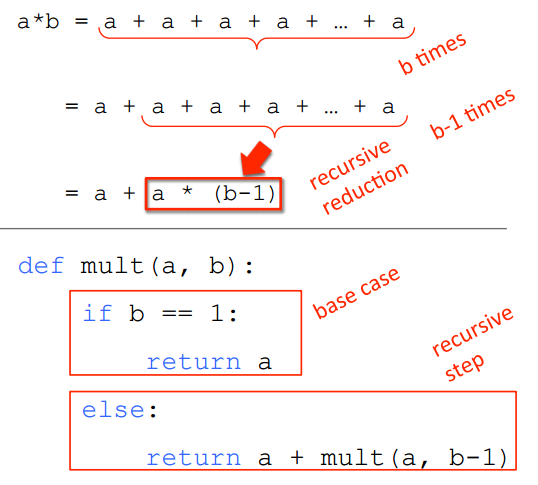 a*b = a + a + a + a + … + a
b times
= a + a + a + a + … + a
b-1 times
recursive
reduction
= a + a * (b-1)
def mult(a, b):
if b == 1:
base case
return a
recursive
step
else:
return a + mult(a, b-1)